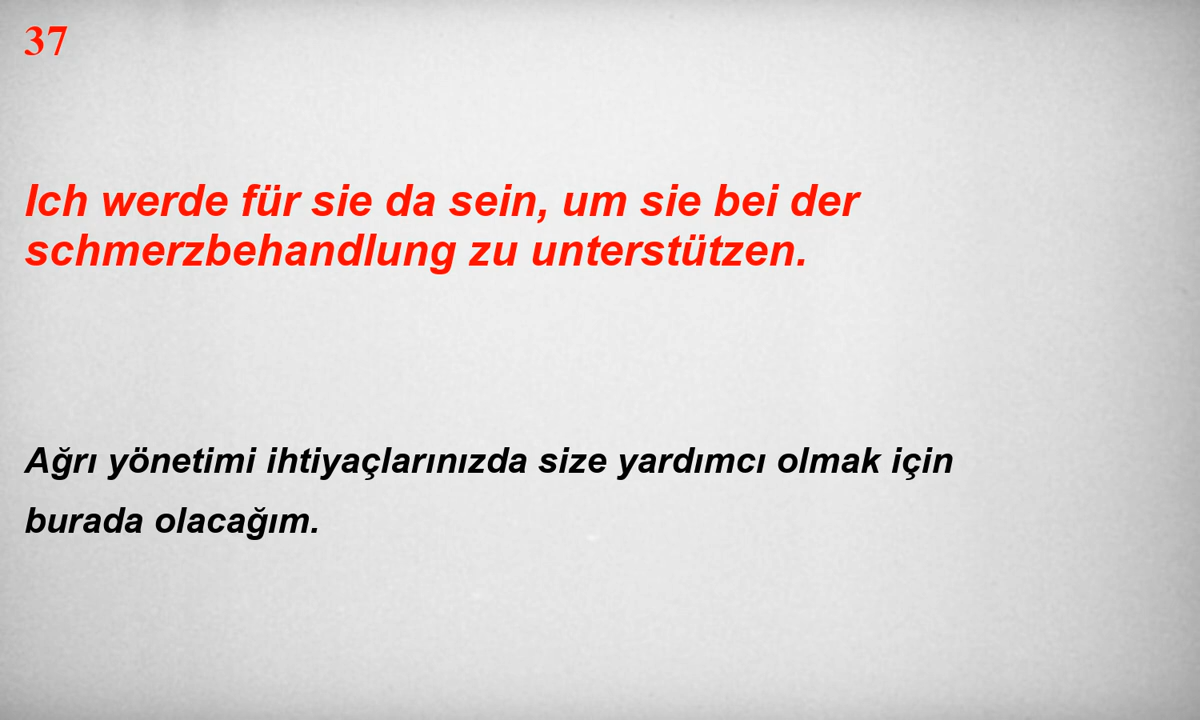 37
Ich werde für sie da sein, um sie bei der
schmerzbehandlung zu unterstützen.
Ağrı yönetimi ihtiyaçlarınızda size yardımcı olmak için
burada olacağım.